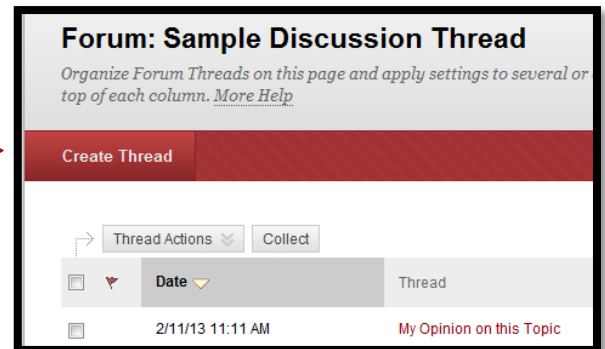 Forum: Sample Discussion Thread
Organize Forum Threads on this page and apply settings to several or
top of each column. More Help
Create Thread
Thread Actions Collect
Date Thread
2/11/13 11:11 AM My Opinion on this Topic